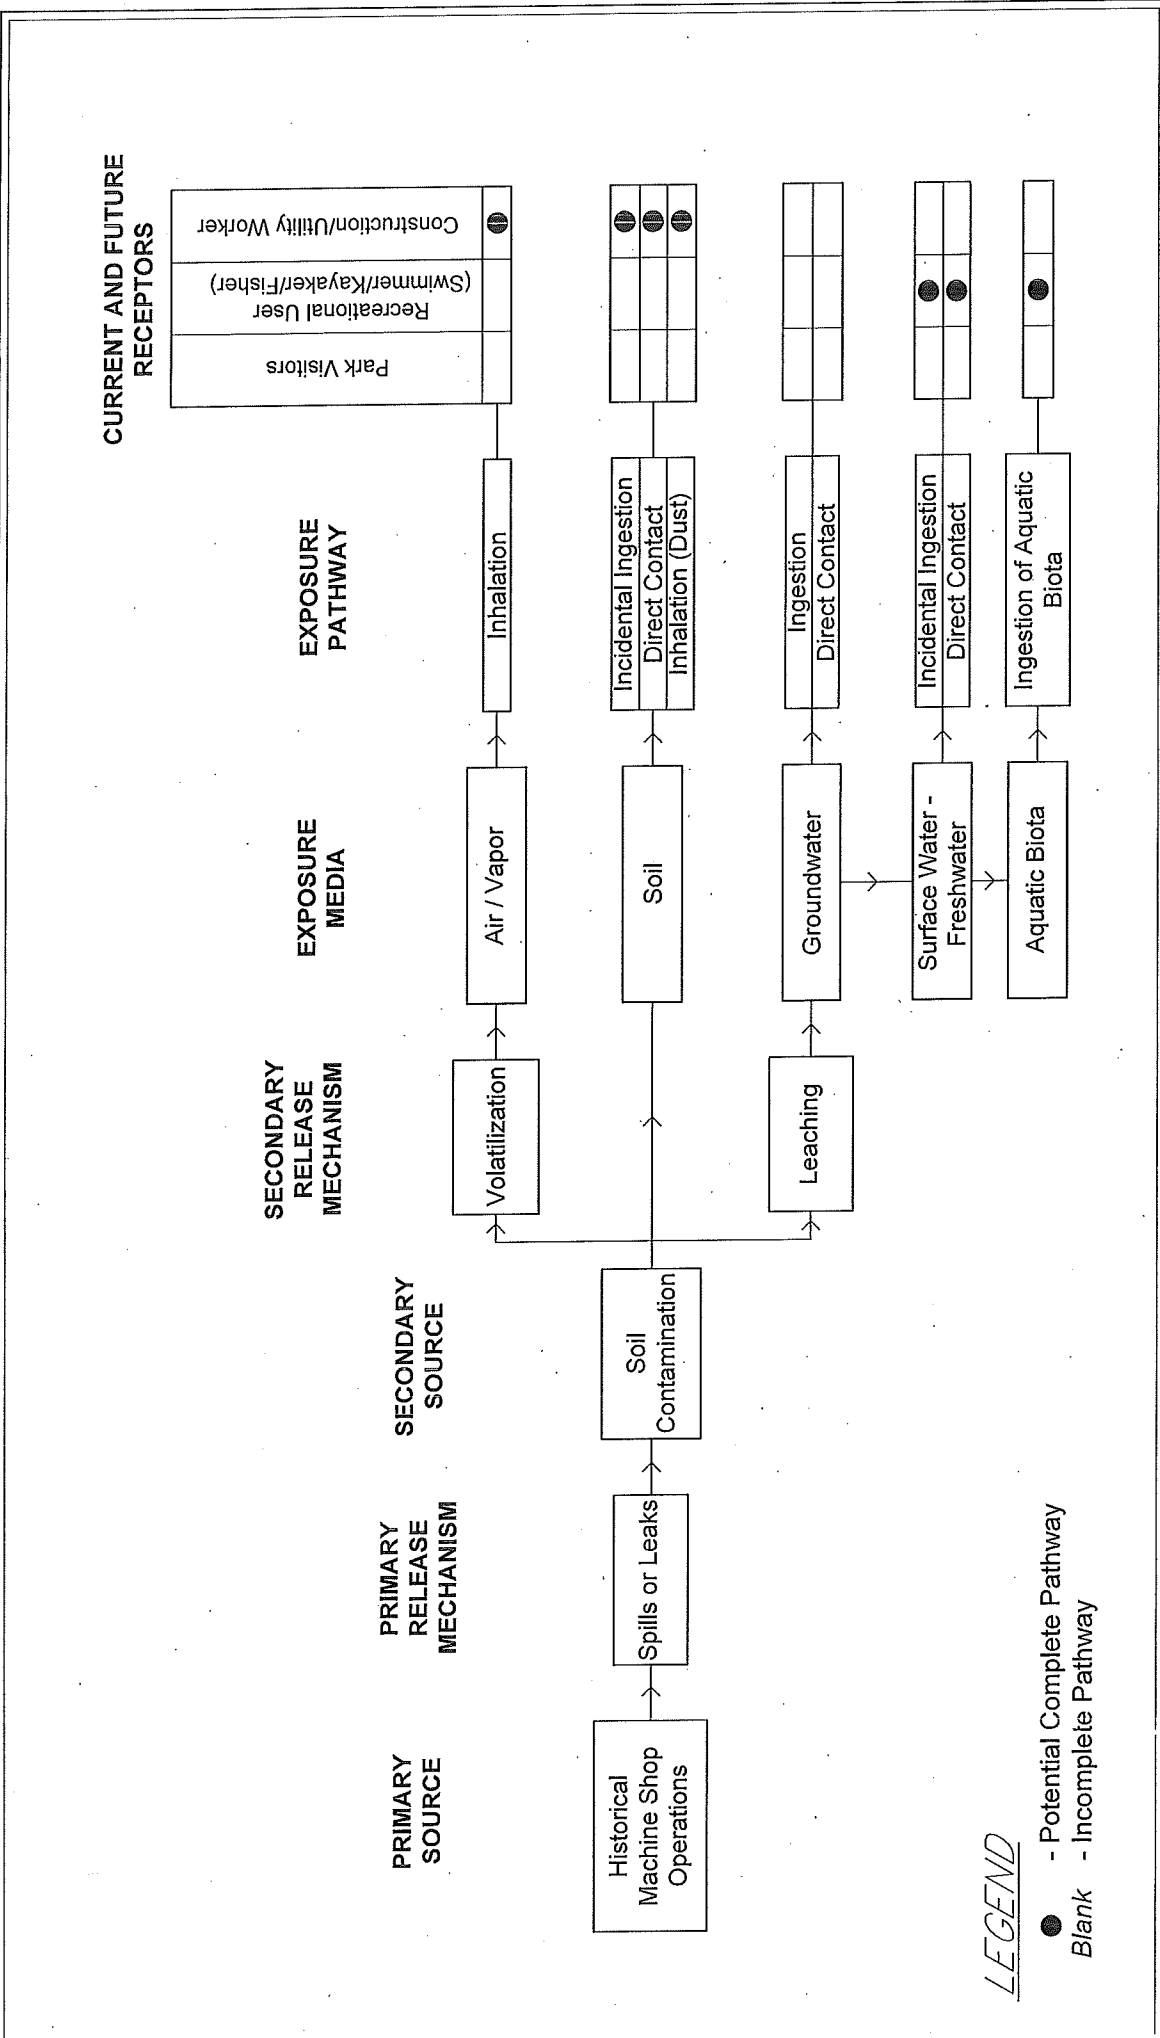 CURRENT AND FUTURE
RECEPTORS
Park Visitors
Recreational User
(Swimmer/Kayaker/Fisher)
Construction/Utility Worker
EXPOSURE
PATHWAY
Inhalation
Incidental Ingestion
Direct Contact
Inhalation (Dust)
Ingestion
Direct Contact
Incidental Ingestion
Direct Contact
Ingestion of Aquatic
Biota
EXPOSURE
MEDIA
Air / Vapor
Soil
Groundwater
Surface Water -
Freshwater
Aquatic Biota
SECONDARY
RELEASE
MECHANISM
Volatilization
Leaching
SECONDARY
SOURCE
Soil
Contamination
PRIMARY
RELEASE
MECHANISM
Spills or Leaks
PRIMARY
SOURCE
Historical
Machine Shop
Operations
LEGEND
- Potential Complete Pathway
Blank - Incomplete Pathway